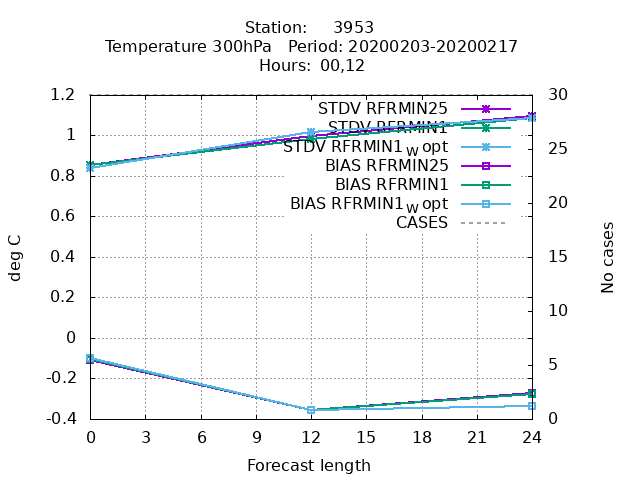 Station: 3953
Temperature 300hPa Period: 20200203-20200217
Hours: 00,12
1.2
1
0.8
0.6
0.4
0.2
0
-0.2
-0.4
deg C
STDV RFRMIN25
STDV RFRMIN1
STDV RFRMIN1_W opt
BIAS RFRMIN25
BIAS RFRMIN1
BIAS RFRMIN1_W opt
CASES
30
25
20
15
10
5
0
No cases
0 3 6 9 12 15 18 21 24
Forecast length